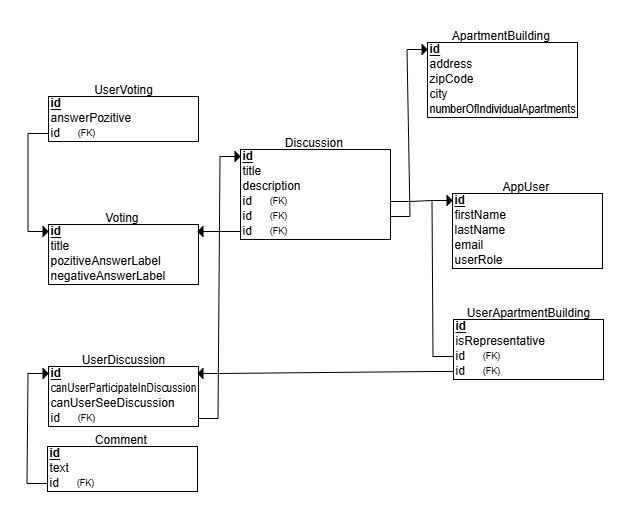 ApartmentBuilding
id
address
zipCode
city
numberOfIndividualApartments
UserVoting
id
answerPozitive
id (FK)
Discussion
id
title
description
id (FK)
id (FK)
id (FK)
AppUser
id
firstName
lastName
email
userRole
Voting
id
title
pozitiveAnswerLabel
negativeAnswerLabel
UserApartmentBuilding
id
isRepresentative
id (FK)
id (FK)
UserDiscussion
id
canUserParticipateInDiscussion
canUserSeeDiscussion
id (FK)
Comment
id
text
id (FK)